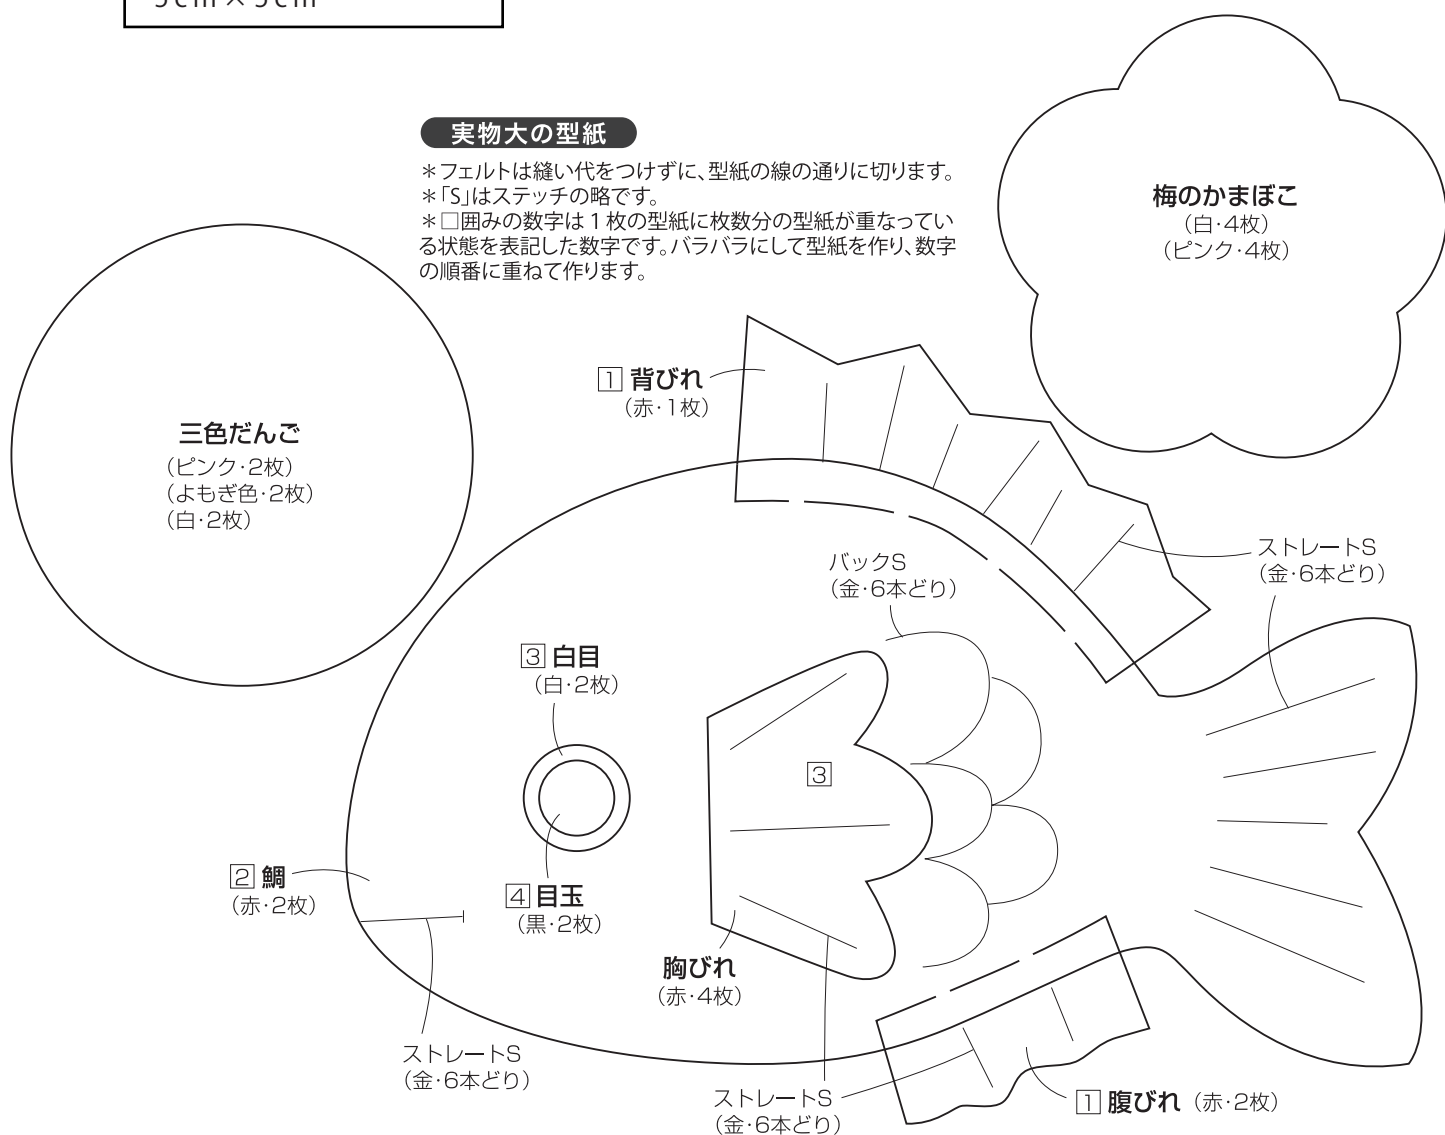 5cm×5cm
実物大の型紙
＊フェルトは縫い代をつけずに、型紙の線の通りに切ります。
＊「S」はステッチの略です。
＊□囲みの数字は1枚の型紙に枚数分の型紙が重なってい
る状態を表記した数字です。バラバラにして型紙を作り、数字
の順番に重ねて作ります。
梅のかまぼこ
（白･4枚）
（ピンク･4枚）
三色だんご
（ピンク･2枚）
（よもぎ色･2枚）
（白･2枚）
1 背びれ
（赤･1枚）
ストレートS
（金･6本どり）
バックS
（金･6本どり）
3 白目
（白･2枚）
3
2 鯛
（赤･2枚）
4 目玉
（黒･2枚）
胸びれ
（赤･4枚）
ストレートS
（金･6本どり）
ストレートS
（金･6本どり）
1 腹びれ（赤･2枚）